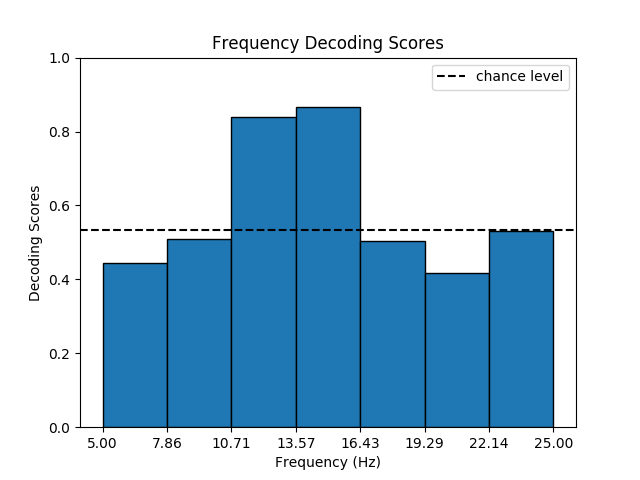 Frequency Decoding Scores
chance level
Decoding Scores
1.0
0.8
0.6
0.4
0.2
0.0
5.00 7.86 10.71 13.57 16.43 19.29 22.14 25.00
Frequency (Hz)